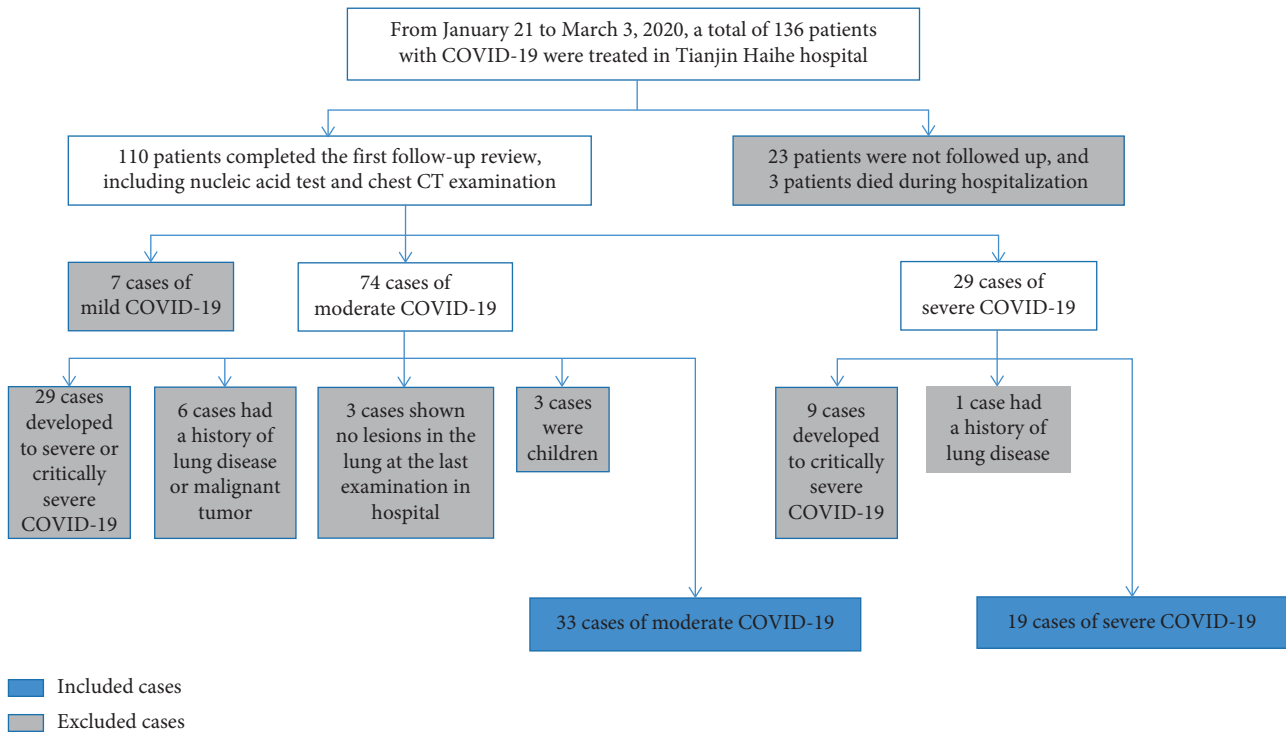 From January 21 to March 3, 2020, a total of 136 patients
with COVID-19 were treated in Tianjin Haihe hospital
110 patients completed the first follow-up review,
including nucleic acid test and chest CT examination
23 patients were not followed up, and
3 patients died during hospitalization
7 cases of
mild COVID-19
74 cases of
moderate COVID-19
29 cases of
severe COVID-19
29 cases
developed
to severe or
critically
severe
COVID-19
6 cases had
a history of
lung disease
or malignant
tumor
3 cases shown
no lesions in the
lung at the last
examination in
hospital
3 cases
were
children
9 cases
developed
to critically
severe
COVID-19
1 case had
a history of
lung disease
33 cases of moderate COVID-19
19 cases of severe COVID-19
Included cases
Excluded cases